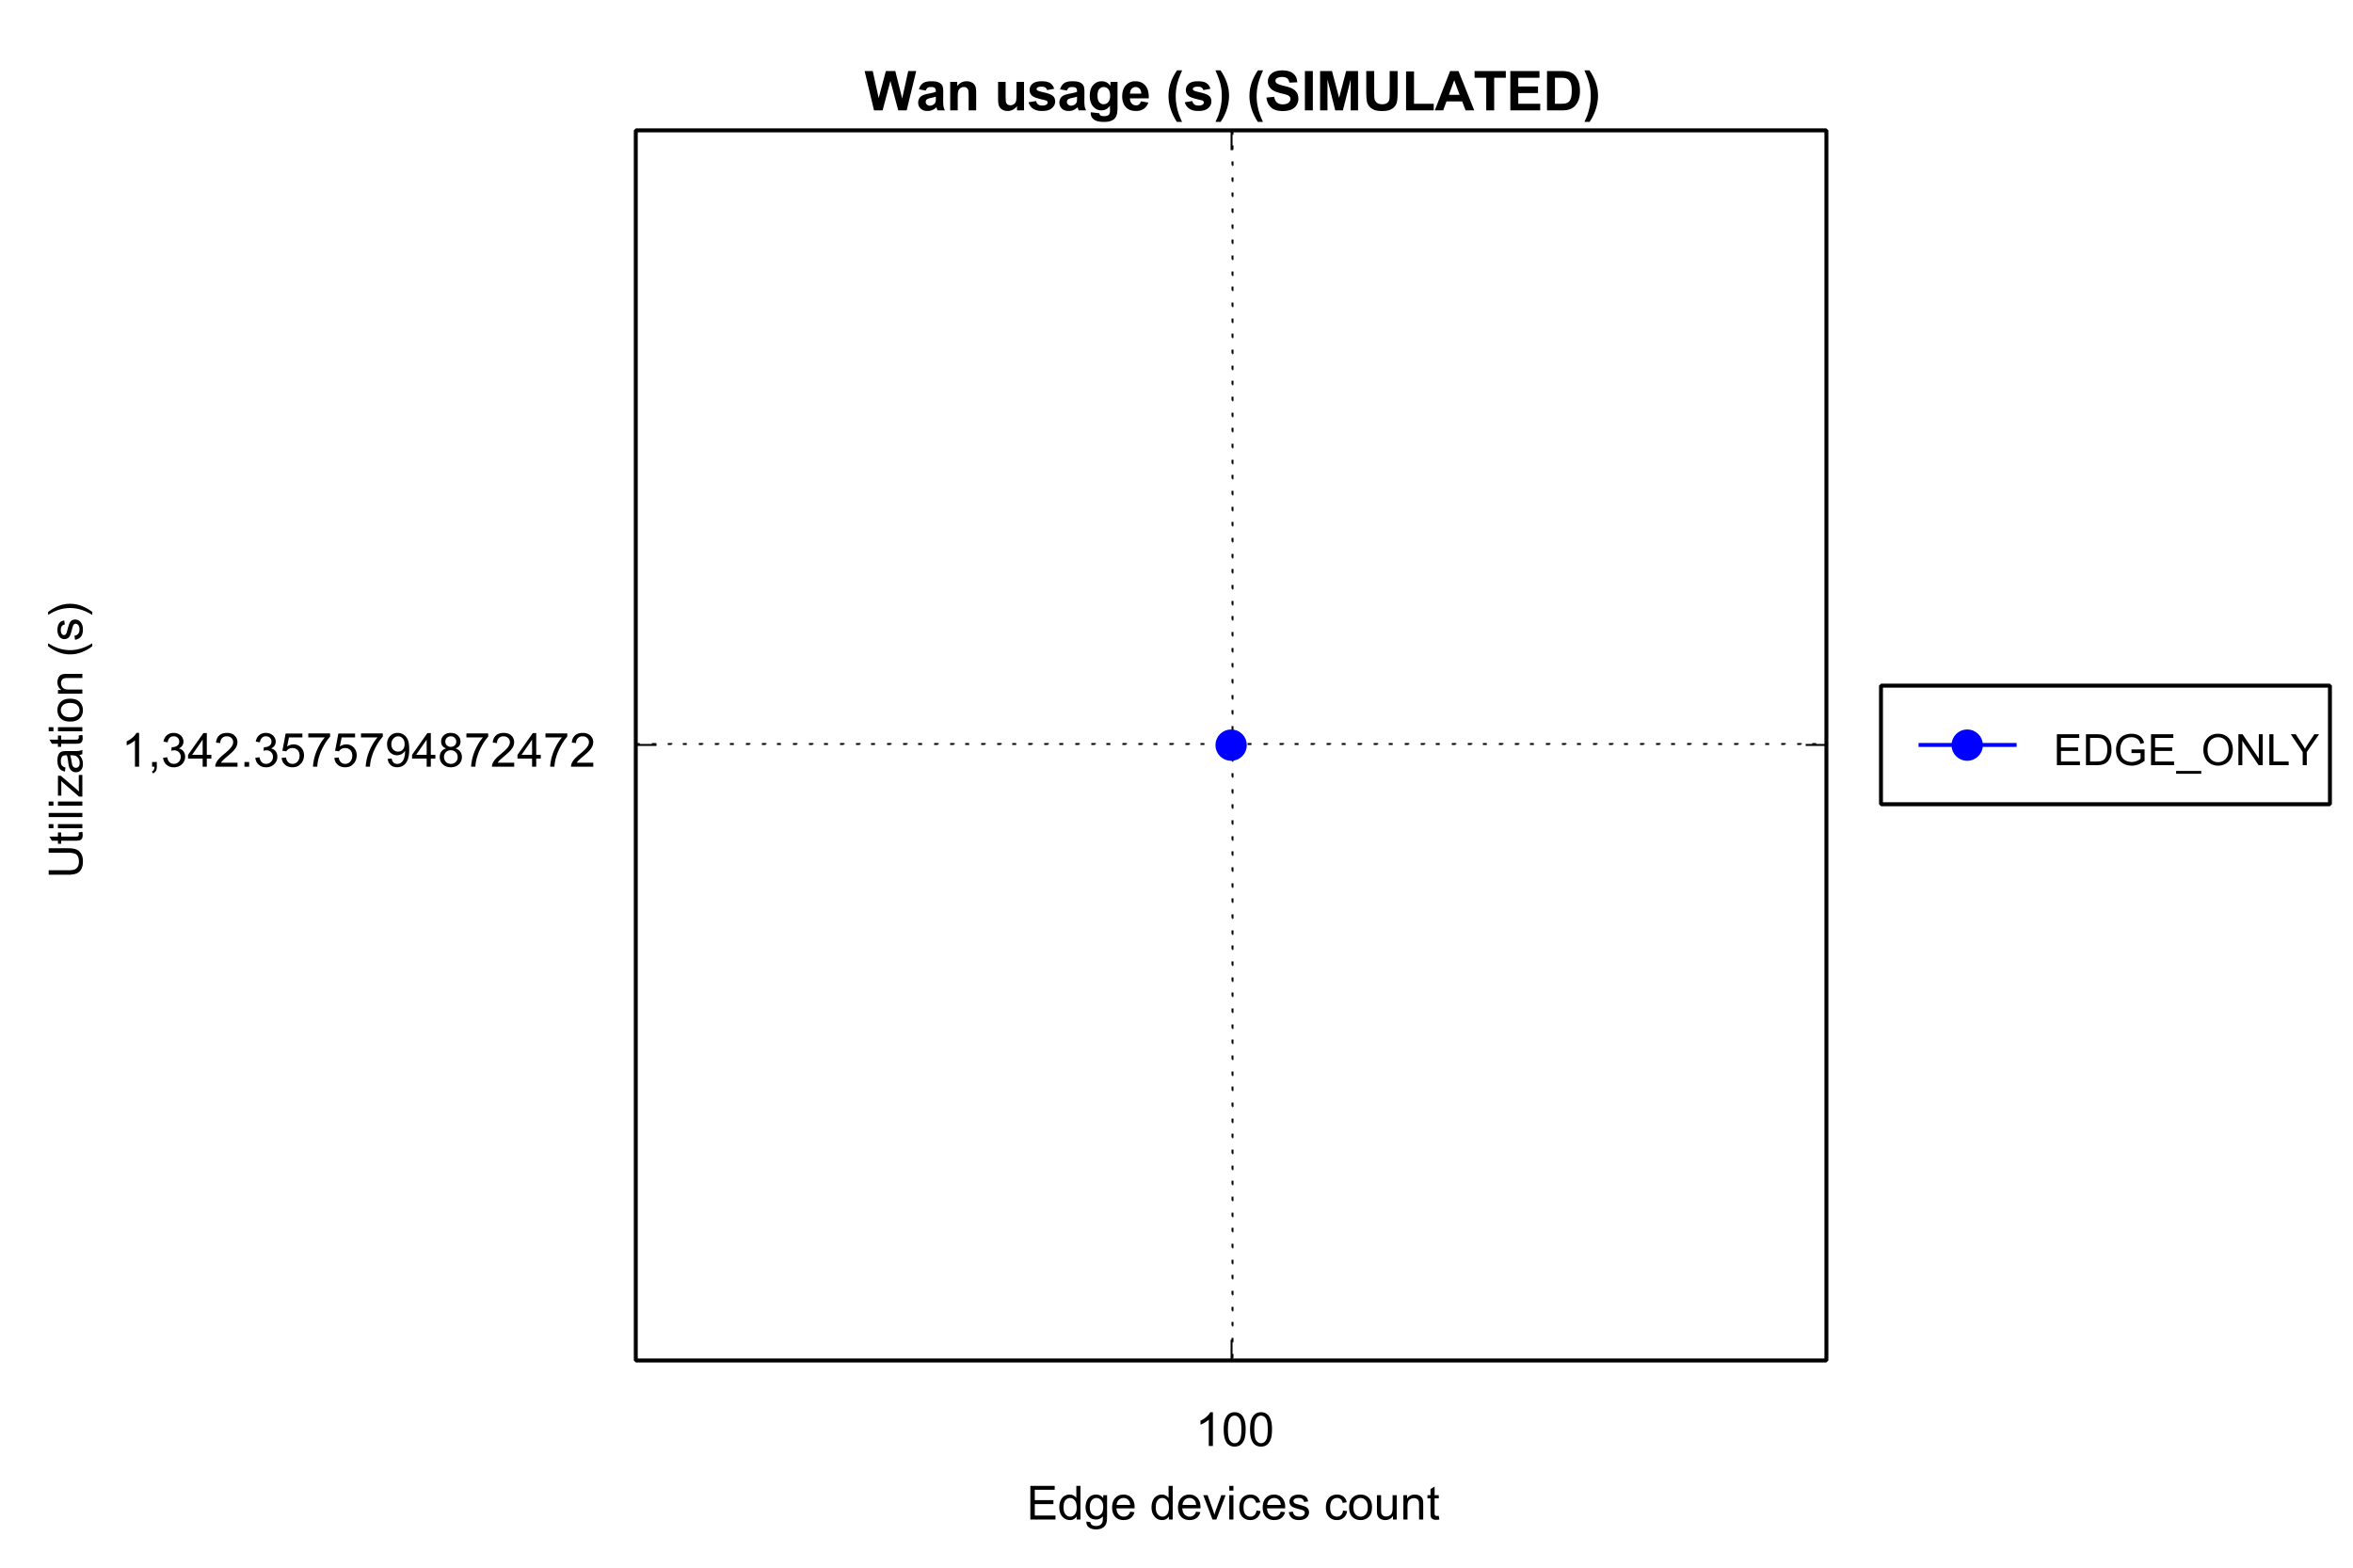 Wan usage (s) (SIMULATED)
Utilization (s)
1,342.3575794872472
EDGE_ONLY
100
Edge devices count